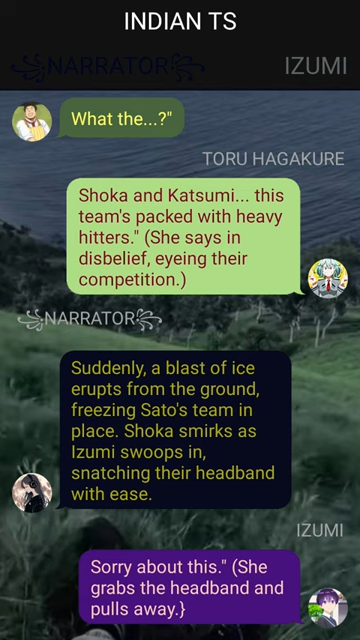 INDIAN TS
꧁NARRATOR꧂
IZUMI
What the...?"
TORU HAGAKURE
Shoka and Katsumi... this
team's packed with heavy
hitters." (She says in
disbelief, eyeing their
competition.)
꧁NARRATOR꧂
Suddenly, a blast of ice
erupts from the ground,
freezing Sato's team in
place. Shoka smirks as
Izumi swoops in,
snatching their headband
with ease.
IZUMI
Sorry about this." (She
grabs the headband and
pulls away.}